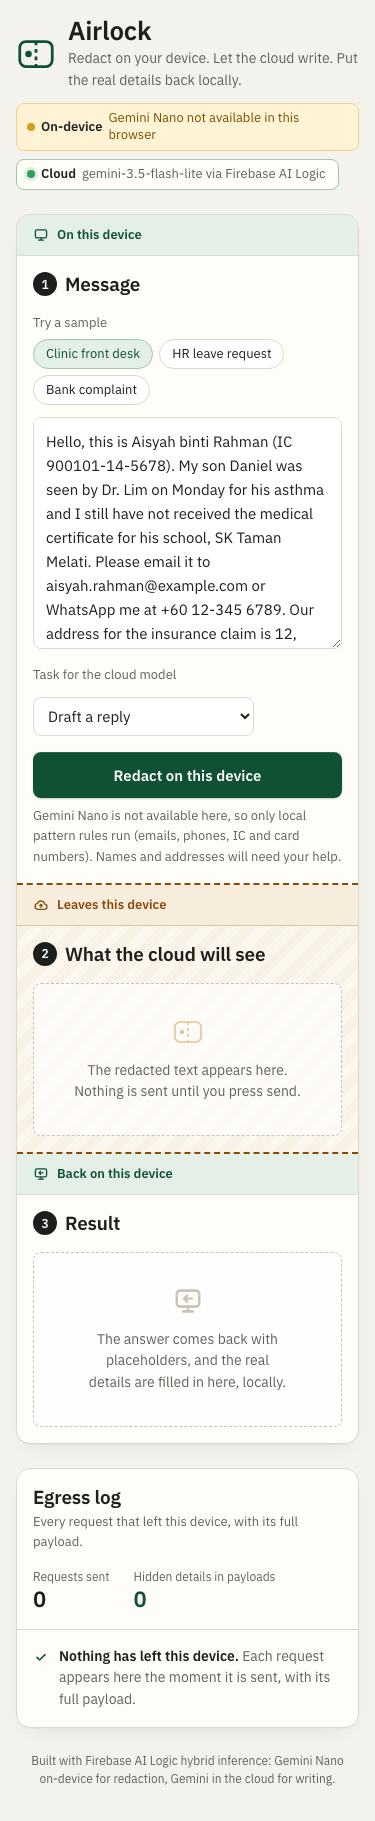 Airlock
Redact on your device. Let the cloud write. Put
the real details back locally.
On-device Gemini Nano not available in this
browser
Cloud gemini-3.5-flash-lite via Firebase AI Logic
On this device
1 Message
Try a sample
Clinic front desk HR leave request
Bank complaint
Hello, this is Aisyah binti Rahman (IC
900101-14-5678). My son Daniel was
seen by Dr. Lim on Monday for his asthma
and I still have not received the medical
certificate for his school, SK Taman
Melati. Please email it to
aisyah.rahman@example.com or
WhatsApp me at +60 12-345 6789. Our
address for the insurance claim is 12,
Task for the cloud model
Draft a reply
Redact on this device
Gemini Nano is not available here, so only local
pattern rules run (emails, phones, IC and card
numbers). Names and addresses will need your help.
Leaves this device
2 What the cloud will see
The redacted text appears here.
Nothing is sent until you press send.
Back on this device
3 Result
The answer comes back with
placeholders, and the real
details are filled in here, locally.
Egress log
Every request that left this device, with its full
payload.
Requests sent Hidden details in payloads
0 0
Nothing has left this device. Each request
appears here the moment it is sent, with its
full payload.
Built with Firebase AI Logic hybrid inference: Gemini Nano
on-device for redaction, Gemini in the cloud for writing.